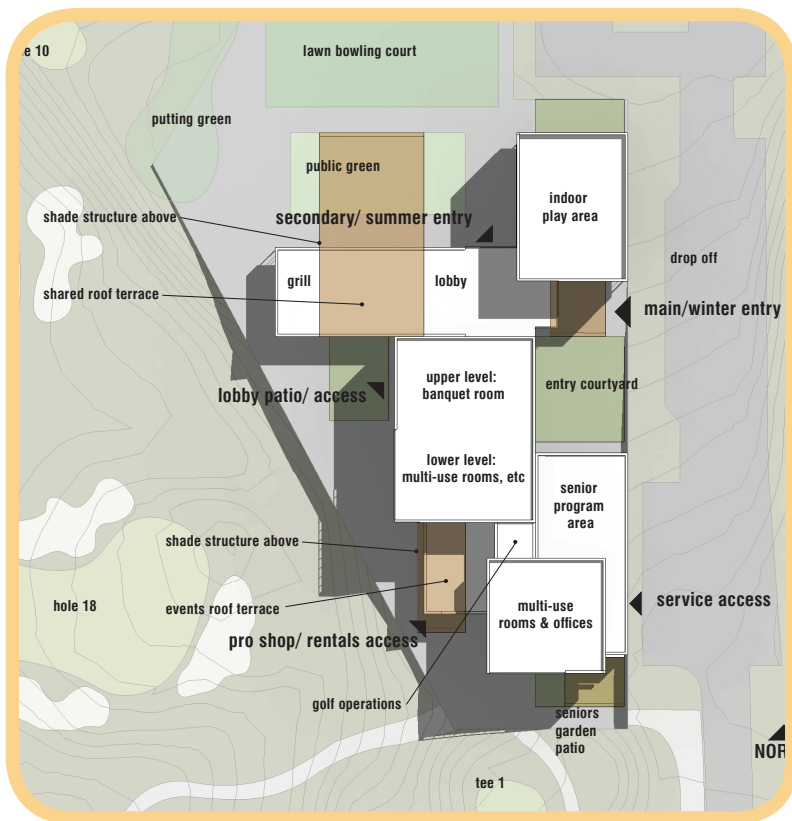 e 10
lawn bowling court
putting green
public green
indoor
play area
shade structure above
secondary/ summer entry
drop off
grill
lobby
shared roof terrace
main/winter entry
upper level:
banquet room
entry courtyard
lobby patio/ access
lower level:
multi-use rooms, etc
senior
program
area
shade structure above
hole 18
events roof terrace
multi-use
rooms & offices
service access
pro shop/ rentals access
golf operations
seniors
garden
patio
NOR
tee 1